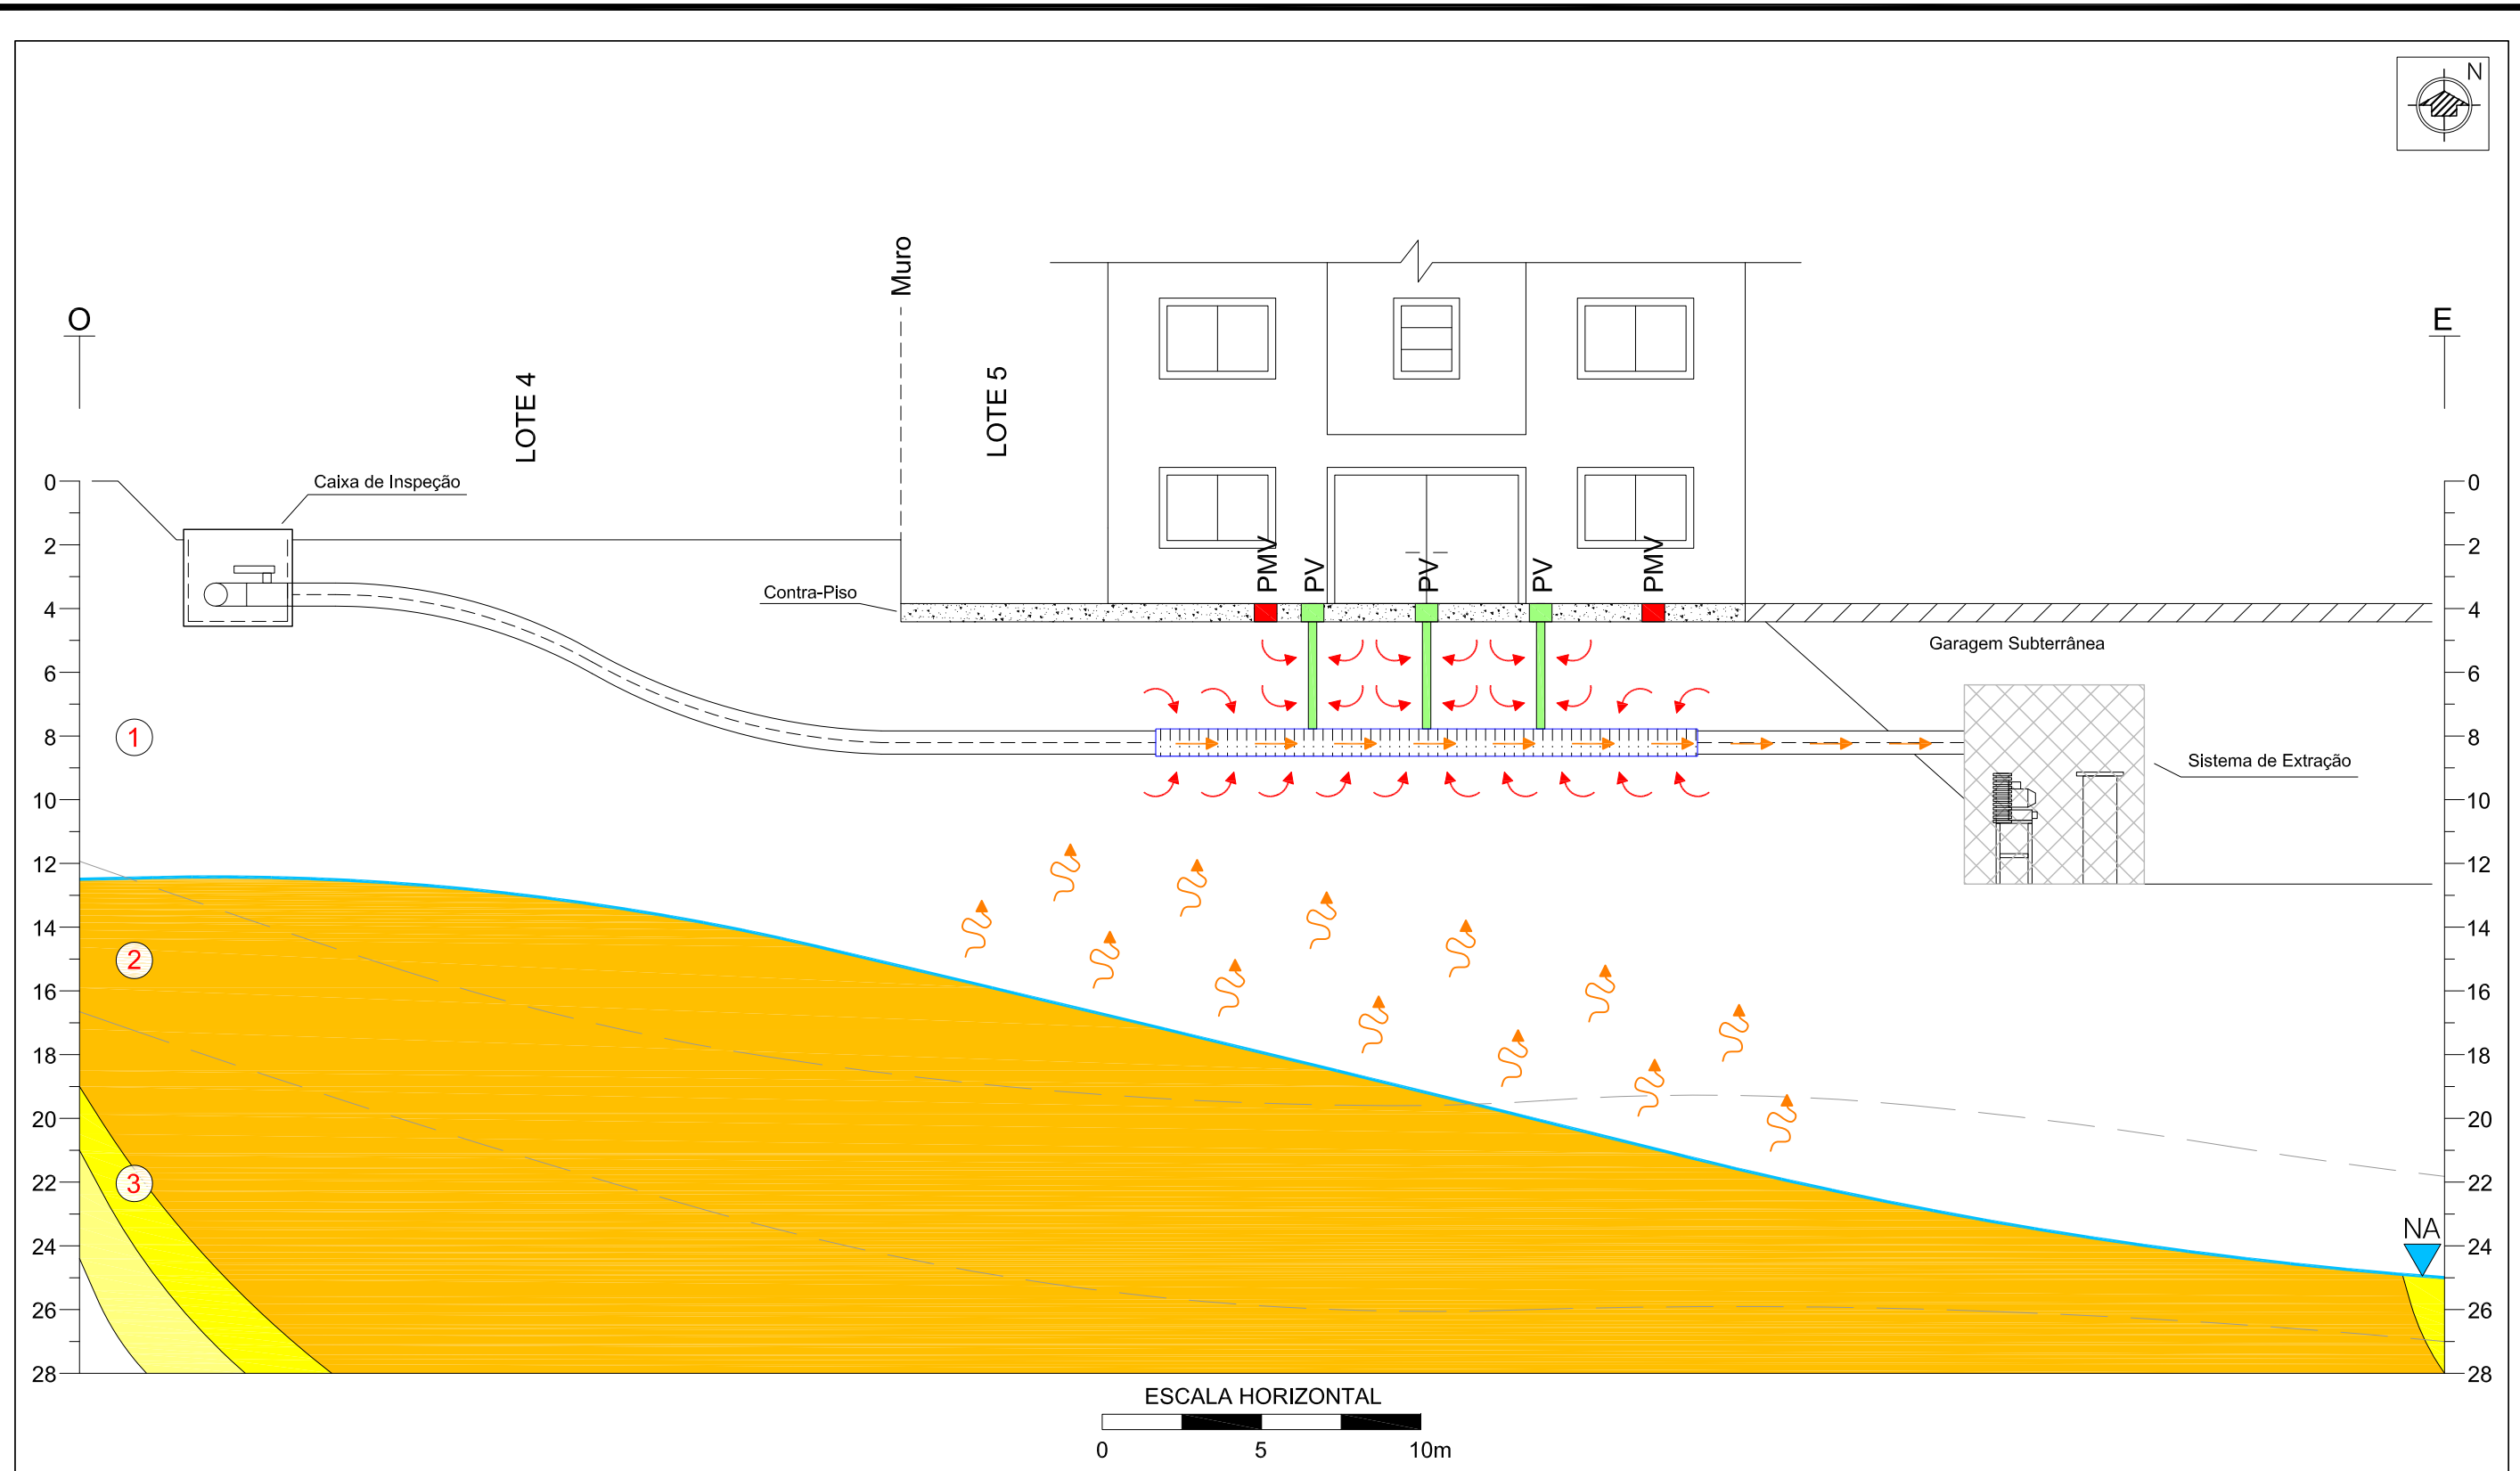 N
Muro
O
E
LOTE 4
LOTE 5
Caixa de Inspeção
0
0
2
2
PMV
PV
PV
PV
PMV
Contra-Piso
4
4
Garagem Subterrânea
6
6
1
8
8
Sistema de Extração
10
10
12
12
14
14
2
16
16
18
18
20
20
3
22
22
NA
24
24
26
26
28
28
ESCALA HORIZONTAL
0 5 10m